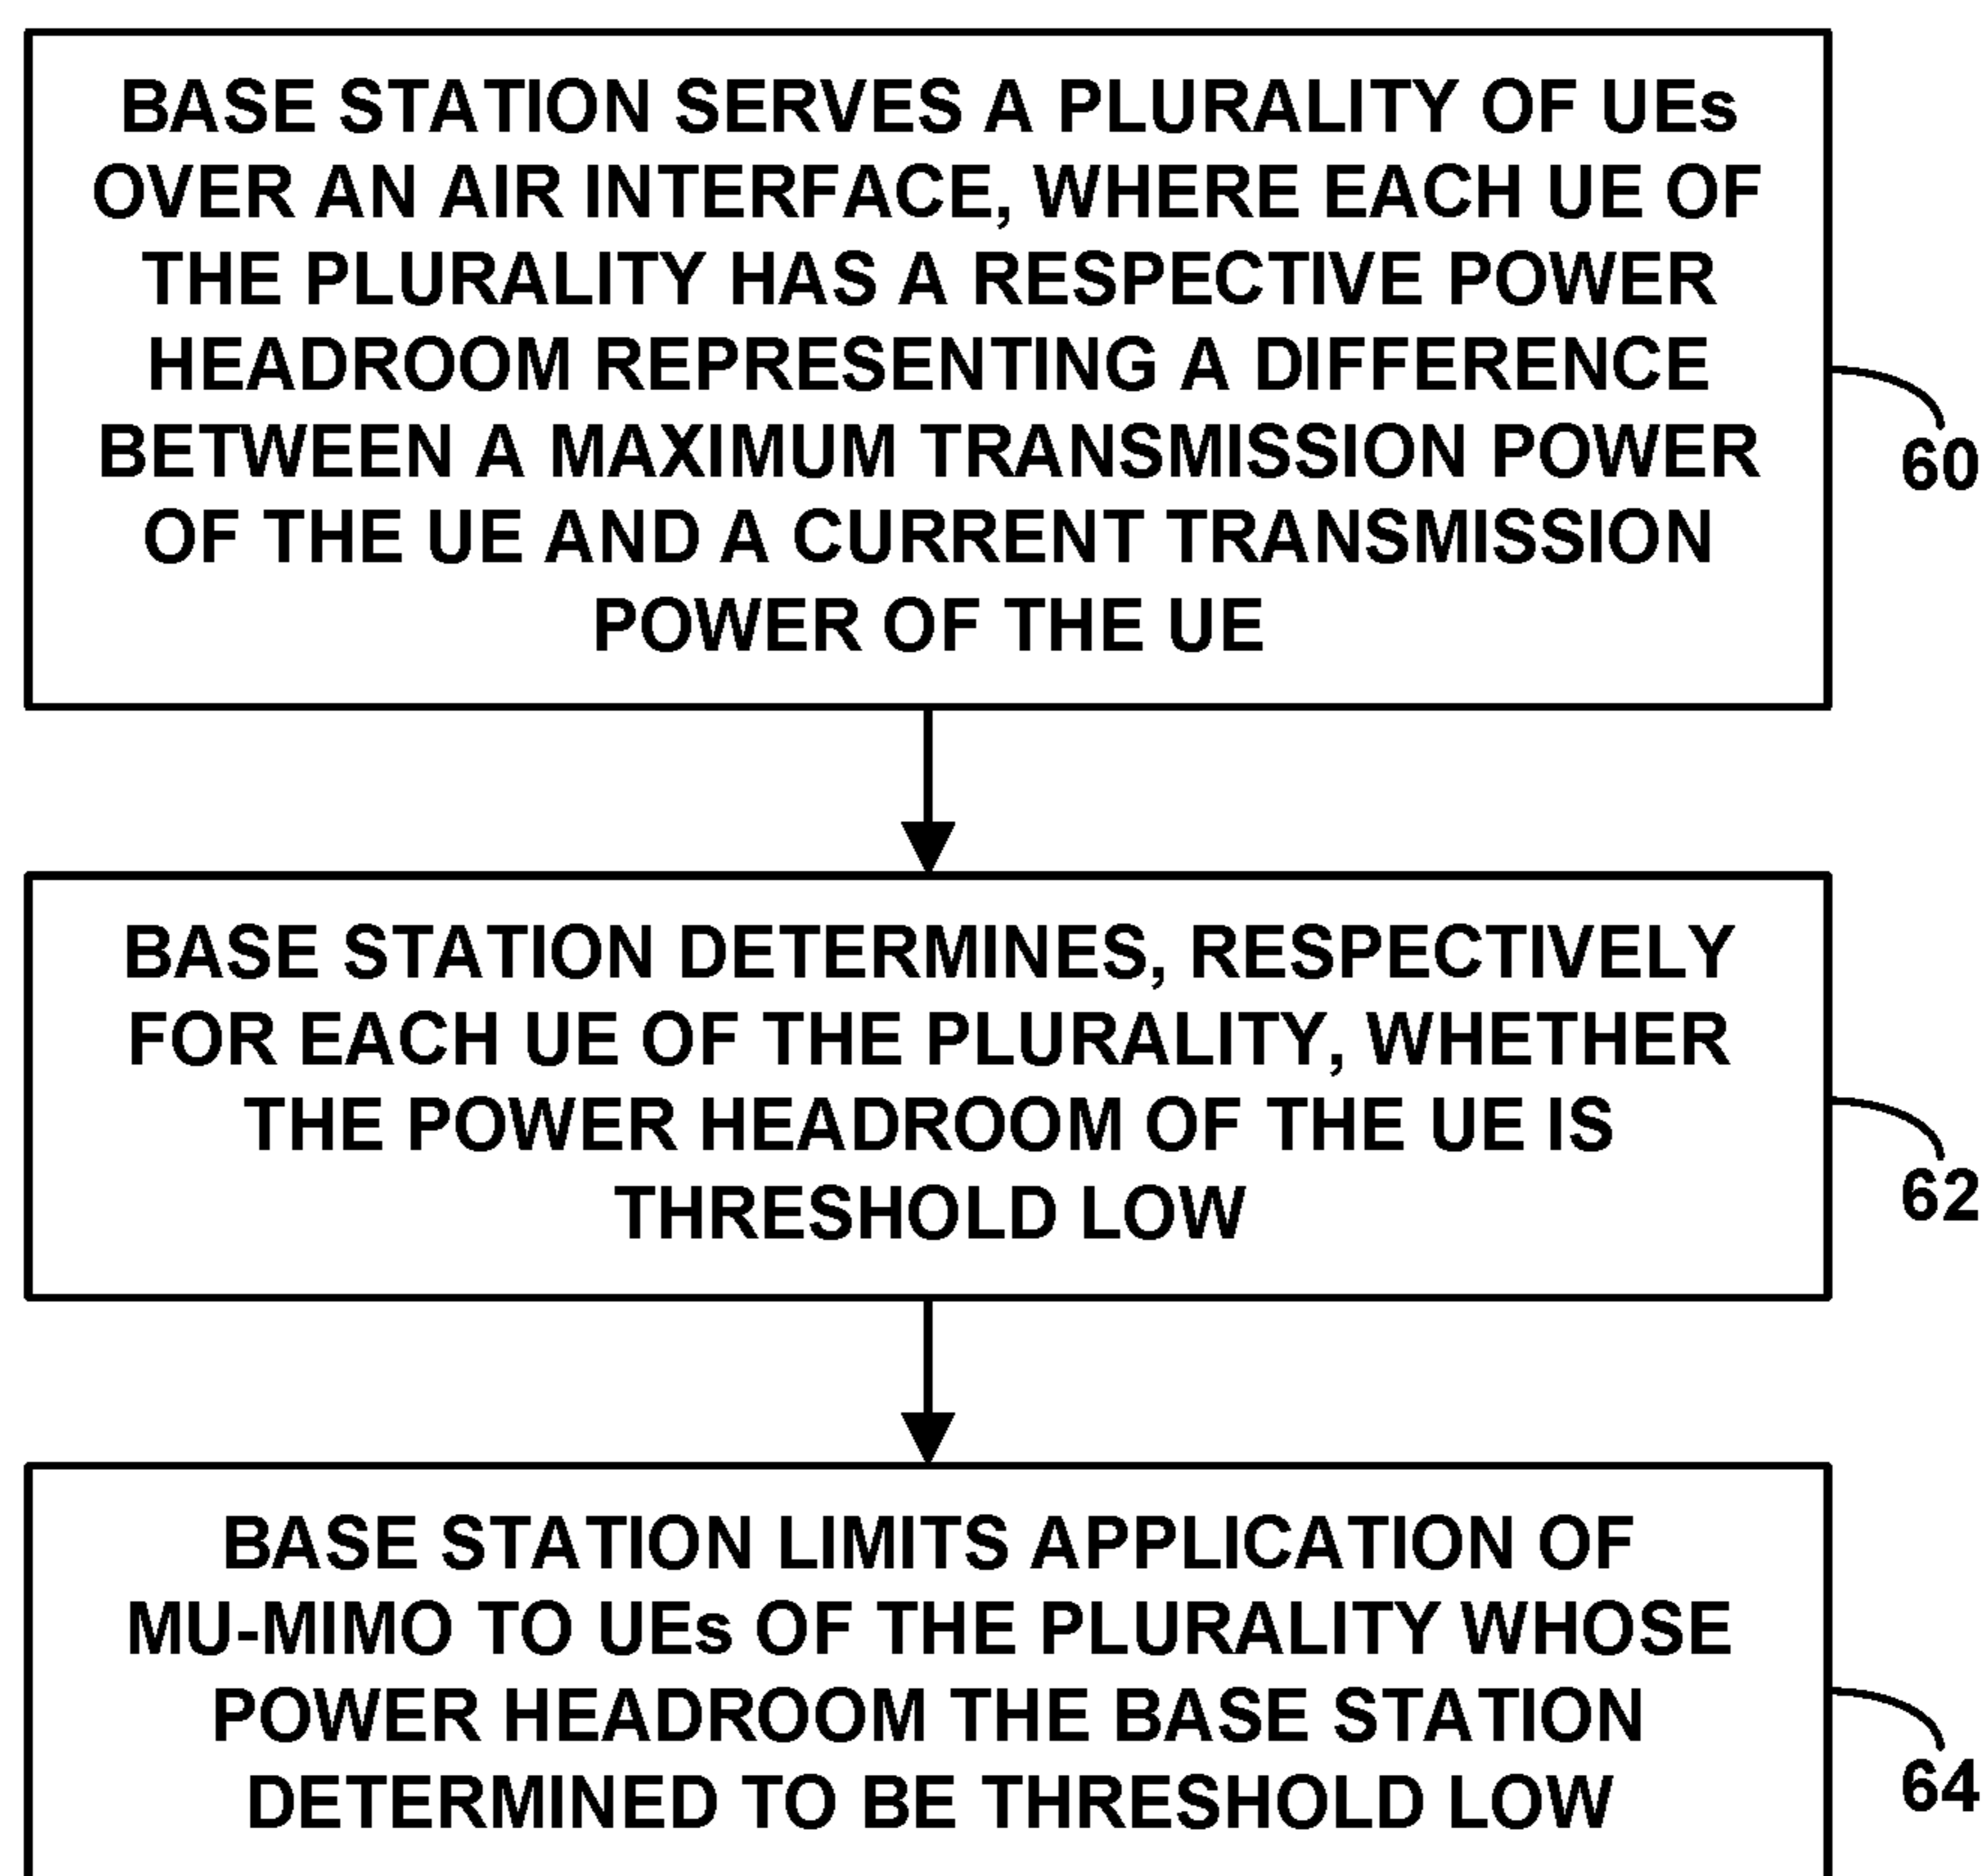 BASE STATION SERVES A PLURALITY OF UEs
OVER AN AIR INTERFACE, WHERE EACH UE OF
THE PLURALITY HAS A RESPECTIVE POWER
HEADROOM REPRESENTING A DIFFERENCE
BETWEEN A MAXIMUM TRANSMISSION POWER
OF THE UE AND A CURRENT TRANSMISSION
POWER OF THE UE
60
BASE STATION DETERMINES, RESPECTIVELY
FOR EACH UE OF THE PLURALITY, WHETHER
THE POWER HEADROOM OF THE UE IS
THRESHOLD LOW
62
BASE STATION LIMITS APPLICATION OF
MU-MIMO TO UEs OF THE PLURALITY WHOSE
POWER HEADROOM THE BASE STATION
DETERMINED TO BE THRESHOLD LOW
64